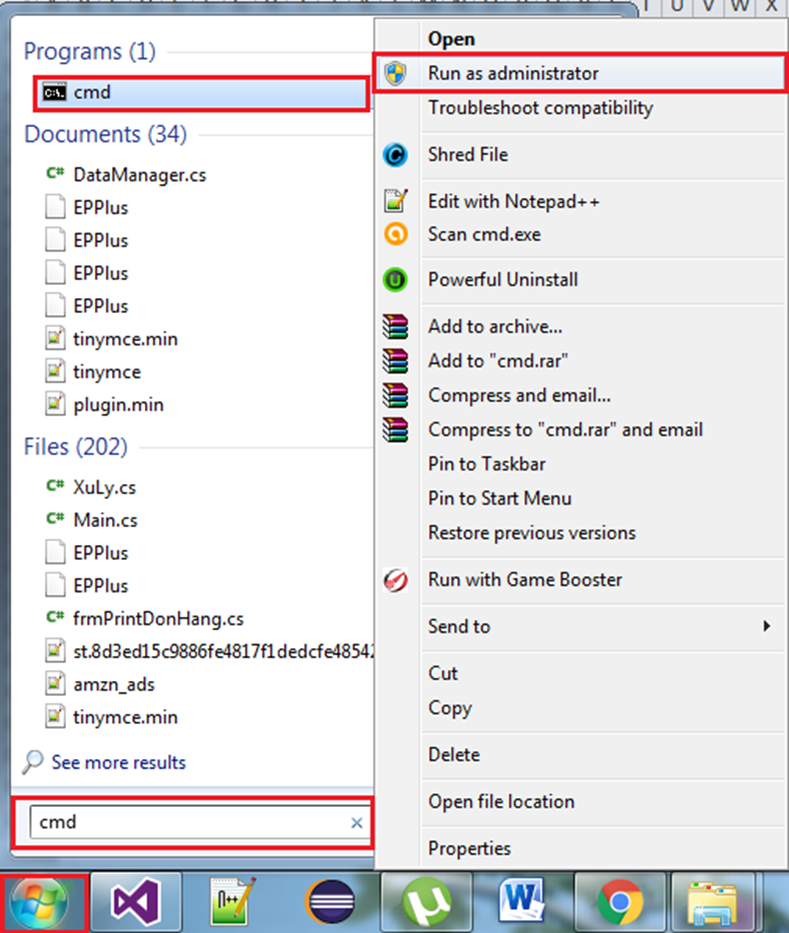 T U V W X
Programs (1)
cmd
Documents (34)
DataManager.cs
EPPlus
EPPlus
EPPlus
EPPlus
tinymce.min
tinymce
plugin.min
Files (202)
XuLy.cs
Main.cs
EPPlus
EPPlus
frmPrintDonHang.cs
st.8d3ed15c9886fe4817f1dedcfe48542
amzn_ads
tinymce.min
See more results
cmd
Open
Run as administrator
Troubleshoot compatibility
Shred File
Edit with Notepad++
Scan cmd.exe
Powerful Uninstall
Add to archive...
Add to "cmd.rar"
Compress and email...
Compress to "cmd.rar" and email
Pin to Taskbar
Pin to Start Menu
Restore previous versions
Run with Game Booster
Send to
Cut
Copy
Delete
Open file location
Properties